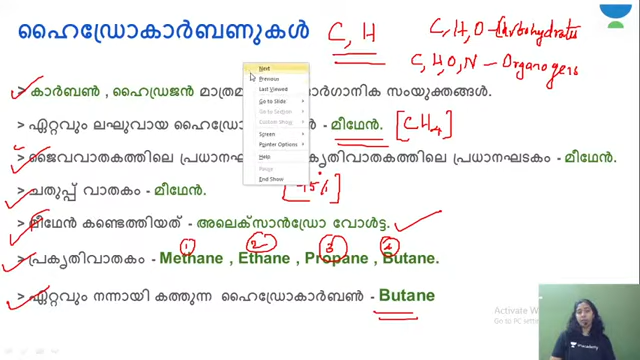 ഹൈഡ്രോകാർബണുകൾ
C, H
C, H, O - Carbohydrates
C, H, O, N - Organogens
> കാർബൺ , ഹൈഡ്രജൻ മാത്രമ ഓർഗാനിക സംയുക്തങ്ങൾ.
> ഏറ്റവും ലഘുവായ ഹൈഡ്രോ - മീഥേൻ. [CH4]
> ജൈവവാതകത്തിലെ പ്രധാനഘ പ്രകൃതിവാതകത്തിലെ പ്രധാനഘടകം - മീഥേൻ.
> ചതുപ്പ് വാതകം - മീഥേൻ. 95%]
> മീഥേൻ കണ്ടെത്തിയത് - അലെക്സാൻഡ്രോ വോൾട്ട.
1 2 3 4
> പ്രകൃതിവാതകം - Methane , Ethane , Propane , Butane.
> ഏറ്റവും നന്നായി കത്തുന്ന ഹൈഡ്രോകാർബൺ - Butane
Next
Previous
Last Viewed
Go to Slide
Go to Section
Custom Show
Screen
Pointer Options
Help
Pause
End Show
Activate W
Go to PC setting